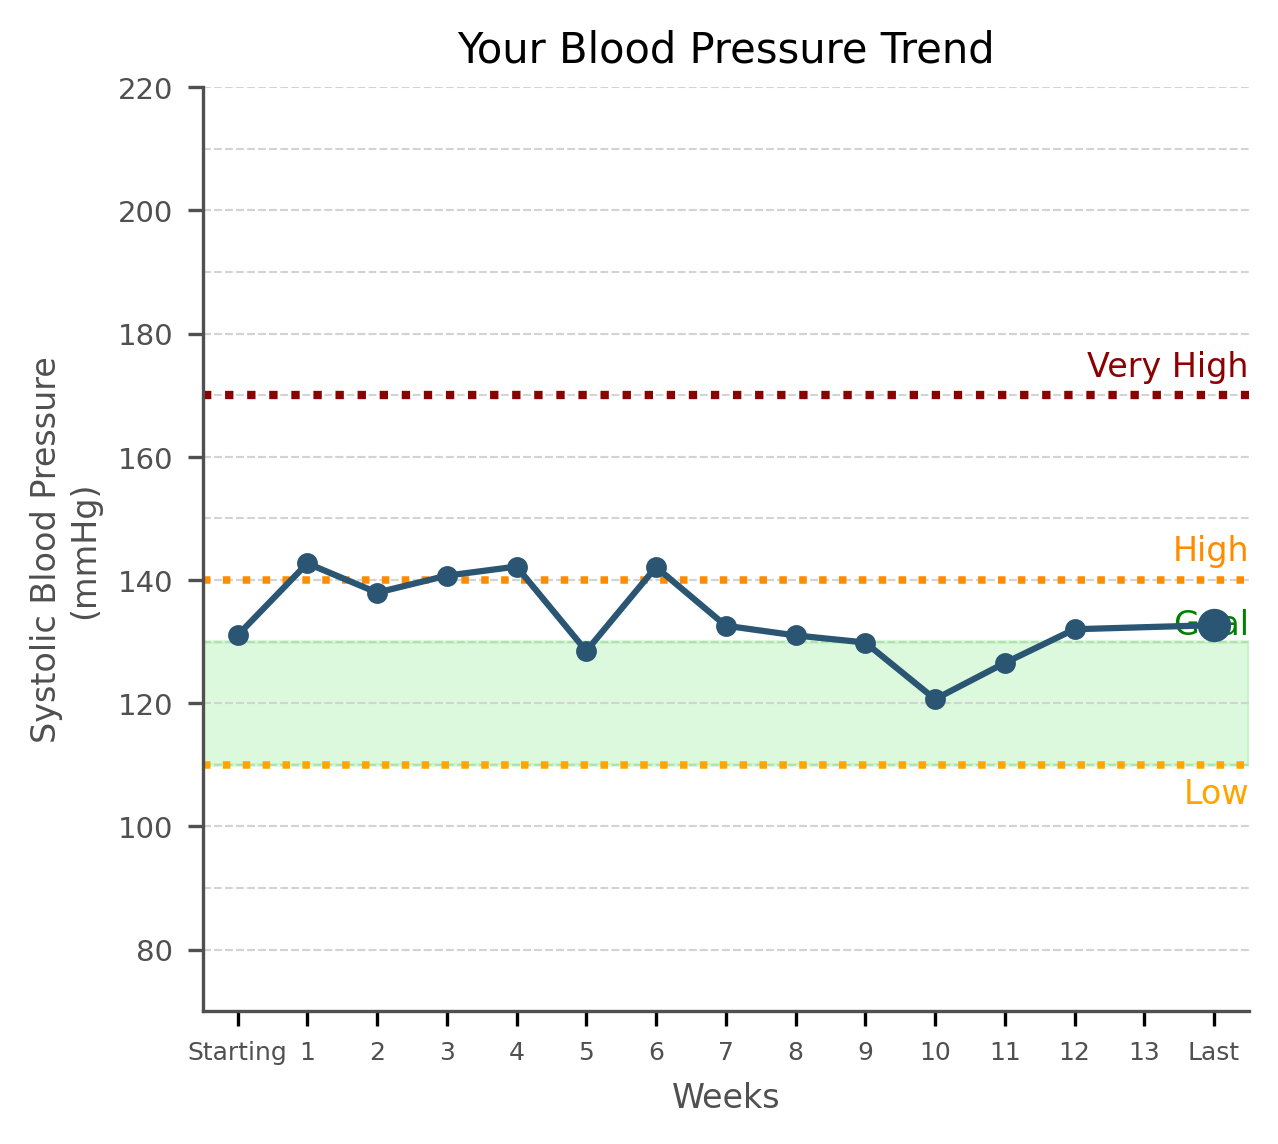 Your Blood Pressure Trend
220
200
180
160
140
120
100
80
Systolic Blood Pressure
(mmHg)
Very High
High
Goal
Low
Starting 1 2 3 4 5 6 7 8 9 10 11 12 13 Last
Weeks